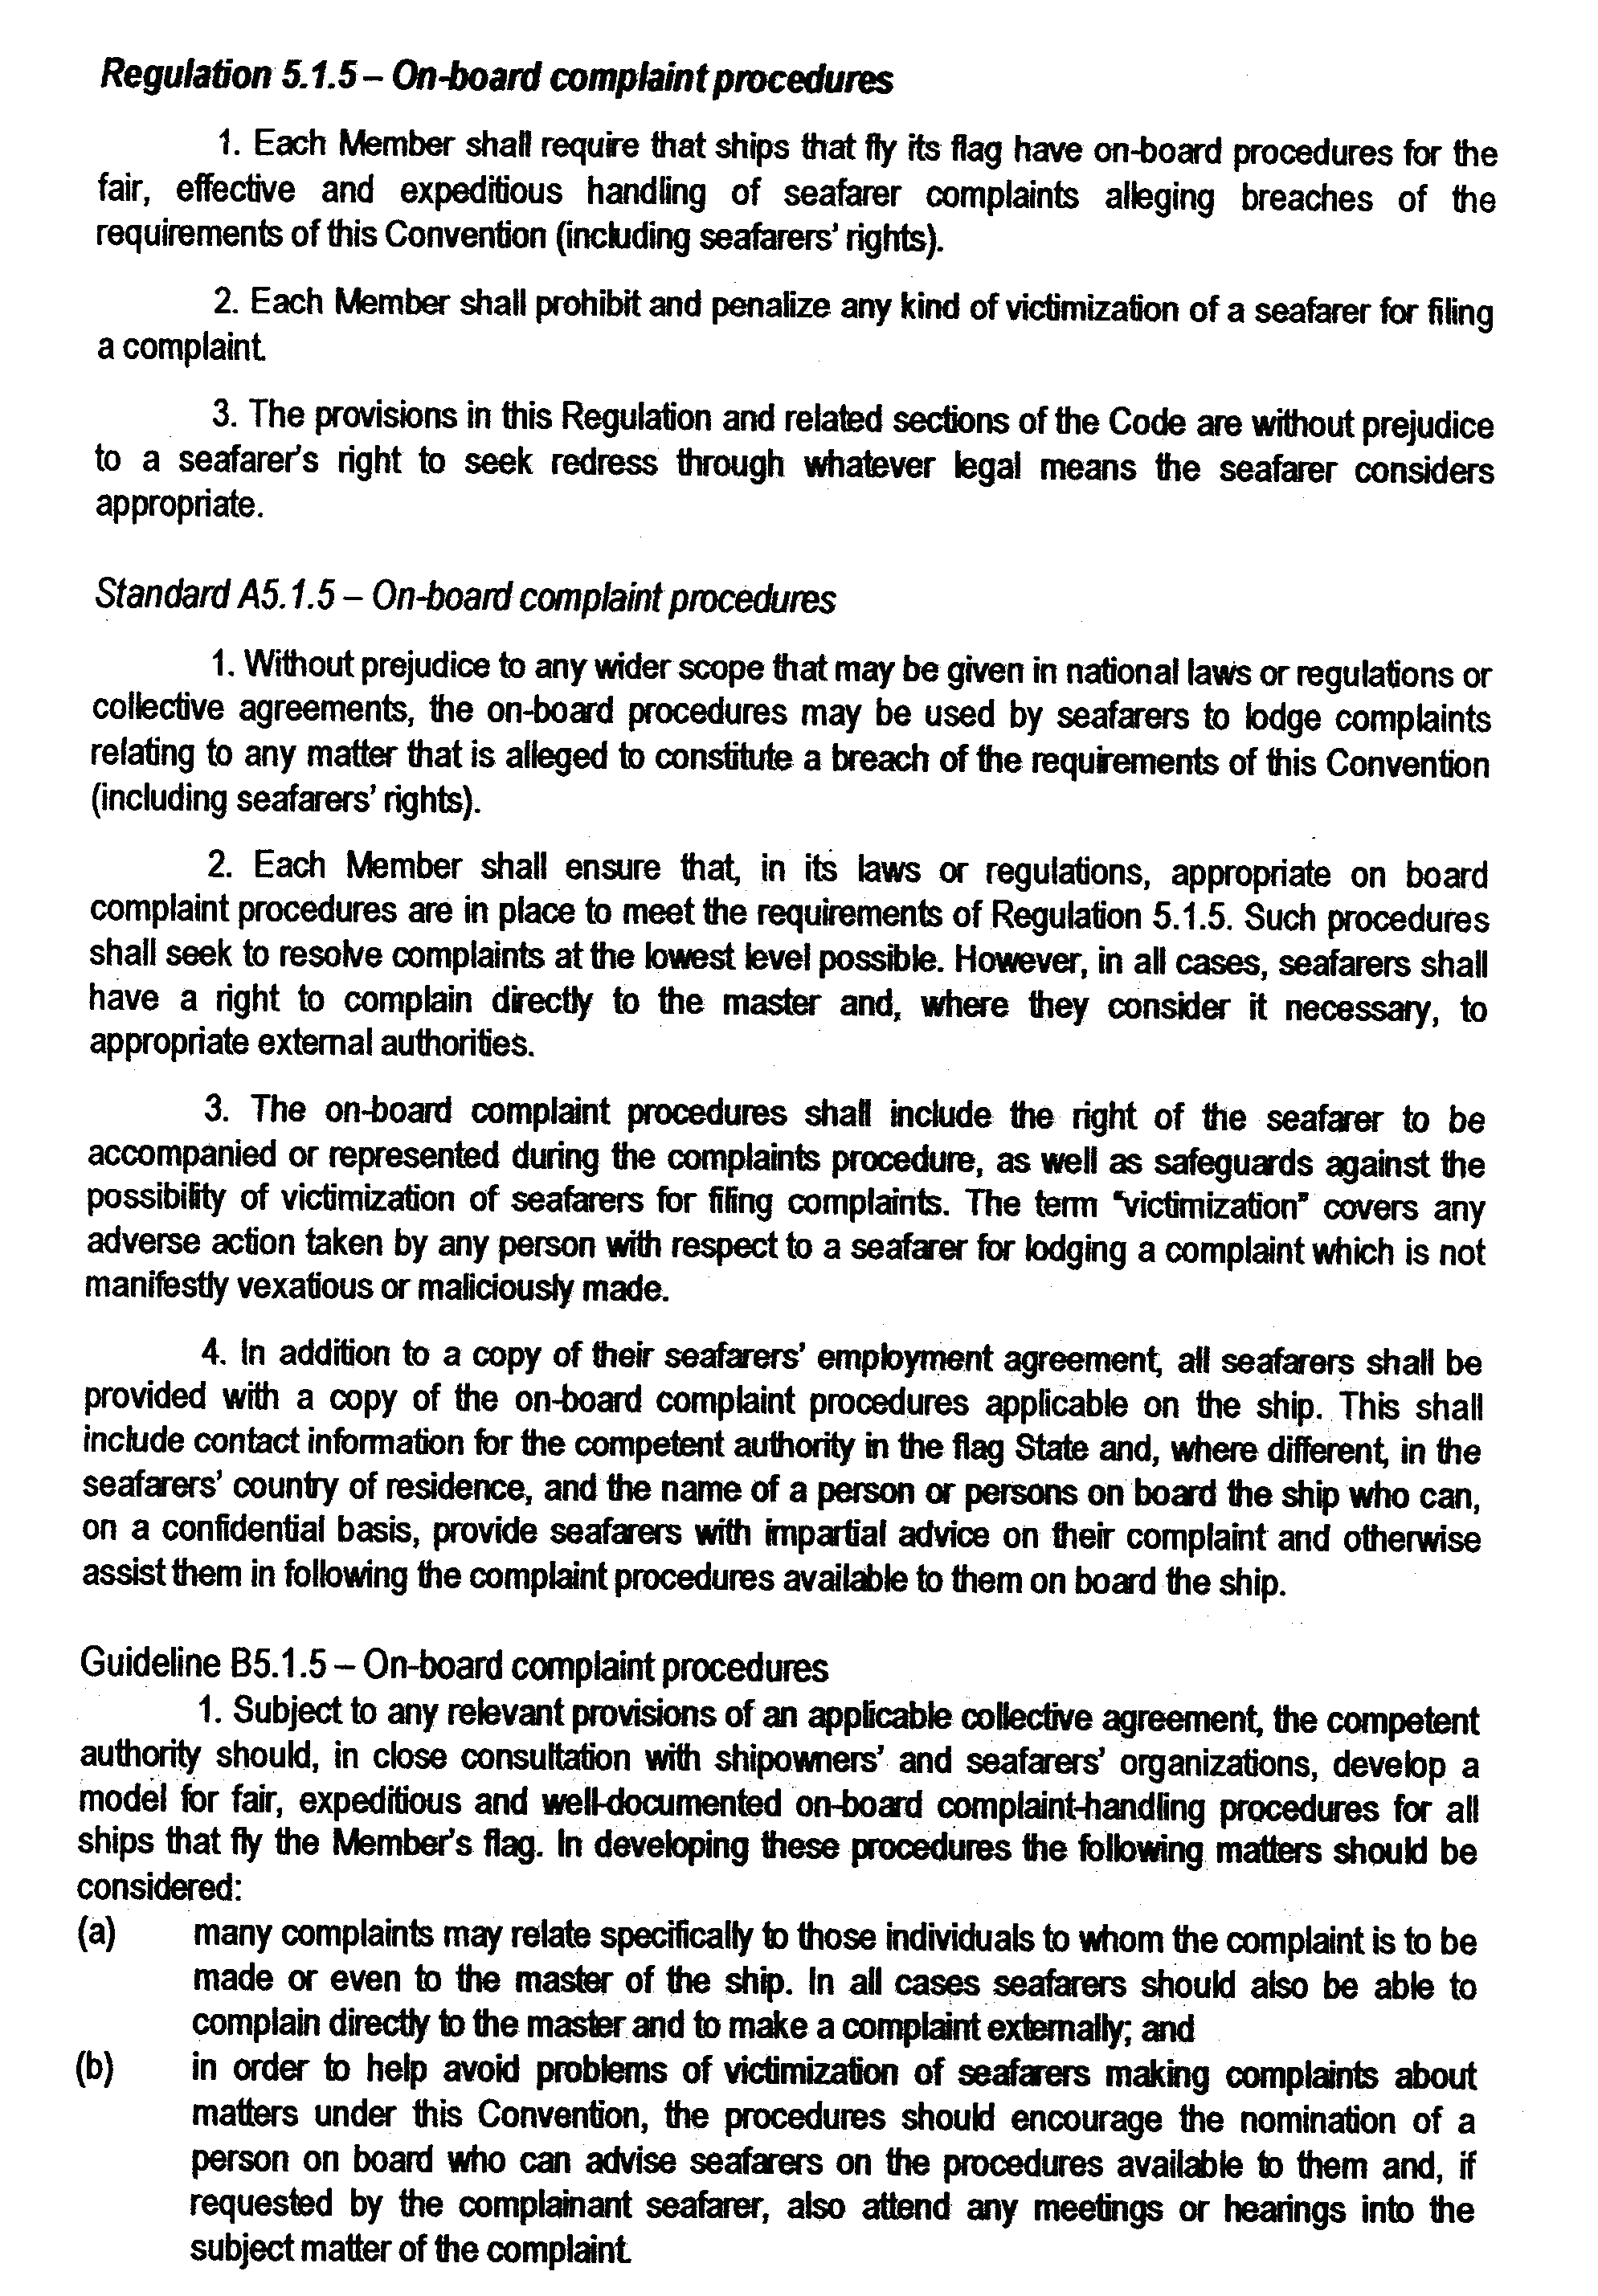 Regulation 5.1.5 – On-board complaint procedures
1. Each Member shall require that ships that fly its flag have on-board procedures for the
fair, effective and expeditious handling of seafarer complaints alleging breaches of the
requirements of this Convention (including seafarers' rights).
2. Each Member shall prohibit and penalize any kind of victimization of a seafarer for filing
a complaint.
3. The provisions in this Regulation and related sections of the Code are without prejudice
to a seafarer's right to seek redress through whatever legal means the seafarer considers
appropriate.
Standard A5.1.5 – On-board complaint procedures
1. Without prejudice to any wider scope that may be given in national laws or regulations or
collective agreements, the on-board procedures may be used by seafarers to lodge complaints
relating to any matter that is alleged to constitute a breach of the requirements of this Convention
(including seafarers' rights).
2. Each Member shall ensure that, in its laws or regulations, appropriate on board
complaint procedures are in place to meet the requirements of Regulation 5.1.5. Such procedures
shall seek to resolve complaints at the lowest level possible. However, in all cases, seafarers shall
have a right to complain directly to the master and, where they consider it necessary, to
appropriate external authorities.
3. The on-board complaint procedures shall include the right of the seafarer to be
accompanied or represented during the complaints procedure, as well as safeguards against the
possibility of victimization of seafarers for filing complaints. The term "victimization" covers any
adverse action taken by any person with respect to a seafarer for lodging a complaint which is not
manifestly vexatious or maliciously made.
4. In addition to a copy of their seafarers' employment agreement, all seafarers shall be
provided with a copy of the on-board complaint procedures applicable on the ship. This shall
include contact information for the competent authority in the flag State and, where different, in the
seafarers' country of residence, and the name of a person or persons on board the ship who can,
on a confidential basis, provide seafarers with impartial advice on their complaint and otherwise
assist them in following the complaint procedures available to them on board the ship.
Guideline B5.1.5 – On-board complaint procedures
1. Subject to any relevant provisions of an applicable collective agreement, the competent
authority should, in close consultation with shipowners' and seafarers' organizations, develop a
model for fair, expeditious and well-documented on-board complaint-handling procedures for all
ships that fly the Member's flag. In developing these procedures the following matters should be
considered:
(a) many complaints may relate specifically to those individuals to whom the complaint is to be
made or even to the master of the ship. In all cases seafarers should also be able to
complain directly to the master and to make a complaint externally; and
(b) in order to help avoid problems of victimization of seafarers making complaints about
matters under this Convention, the procedures should encourage the nomination of a
person on board who can advise seafarers on the procedures available to them and, if
requested by the complainant seafarer, also attend any meetings or hearings into the
subject matter of the complaint.